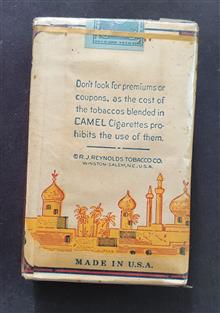 Don't look for premiums or
coupons, as the cost of
the tobaccos blended in
CAMEL Cigarettes pro-
hibits the use of them.
© R. J. REYNOLDS TOBACCO CO.
WINSTON-SALEM, N.C., U.S.A.
MADE IN U.S.A.